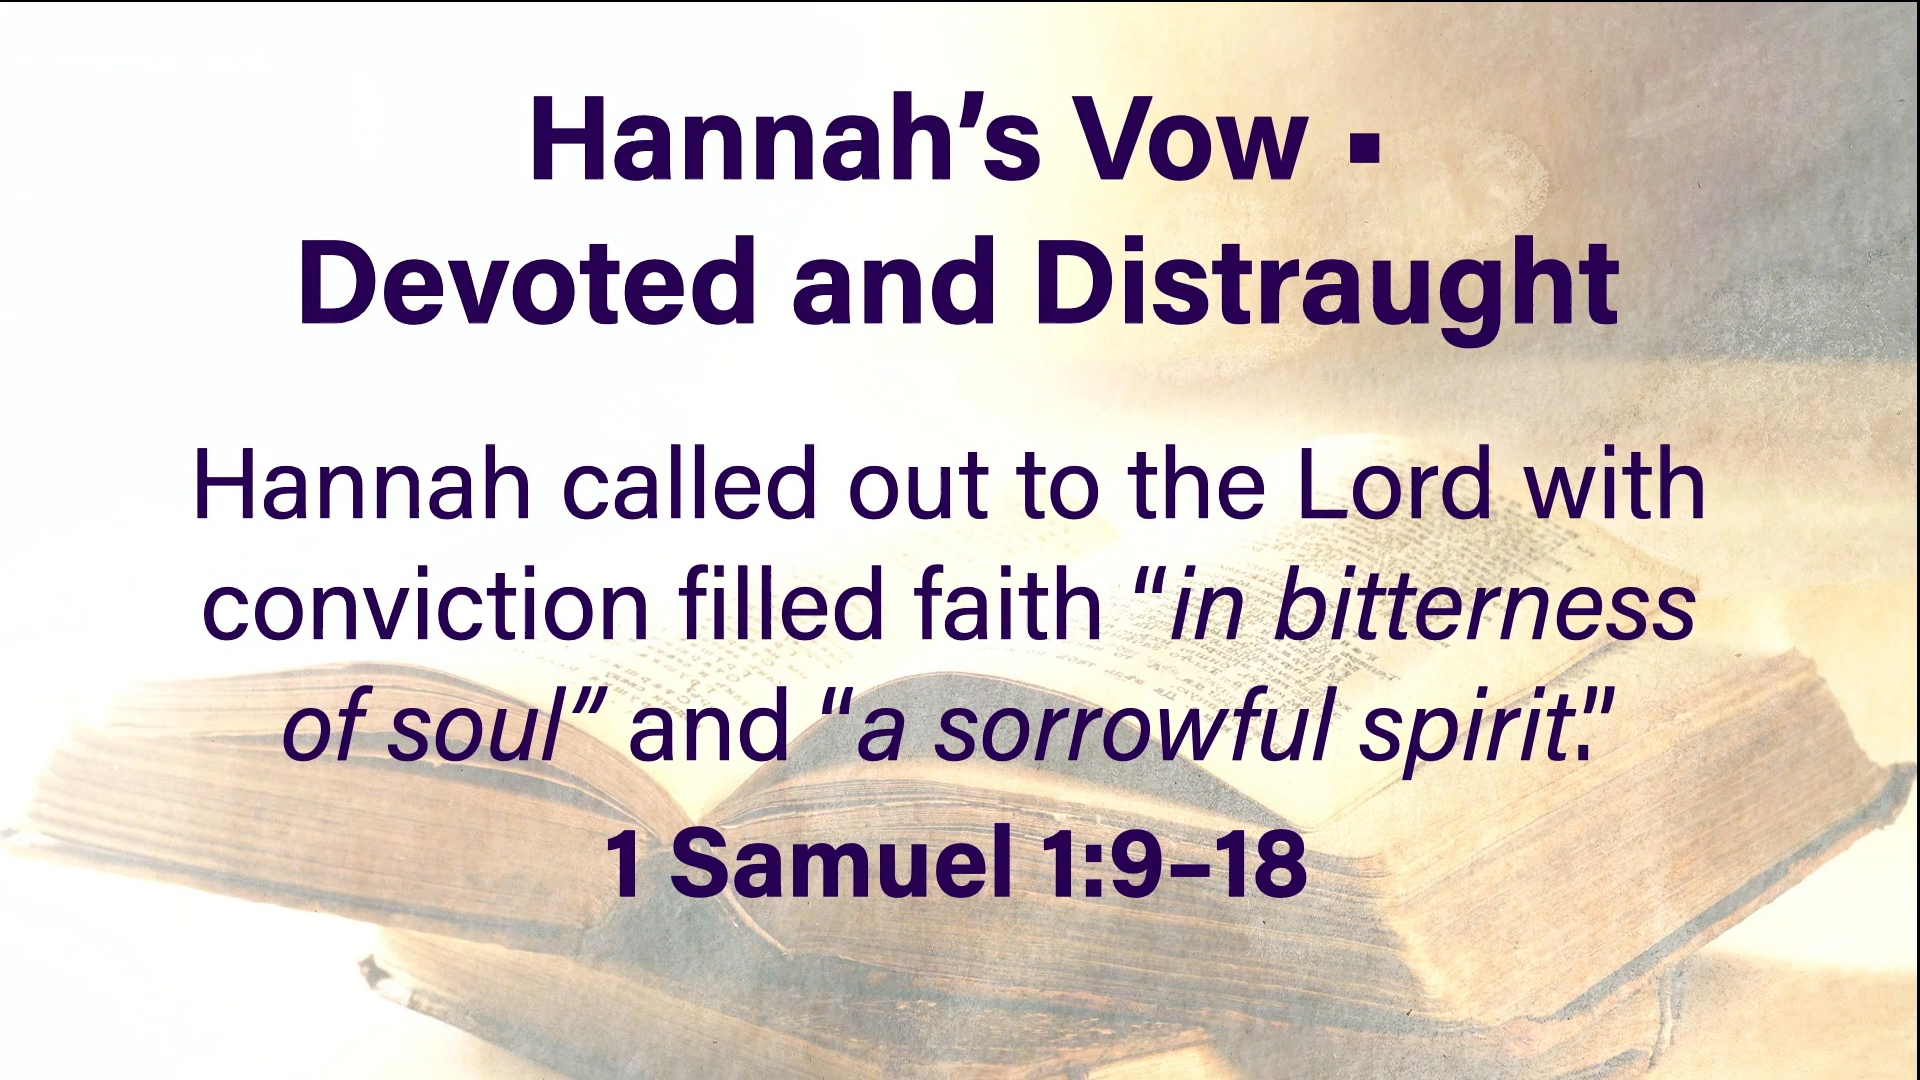 Hannah’s Vow ▪
Devoted and Distraught
Hannah called out to the Lord with
conviction filled faith “in bitterness
of soul” and “a sorrowful spirit.”
1 Samuel 1:9–18